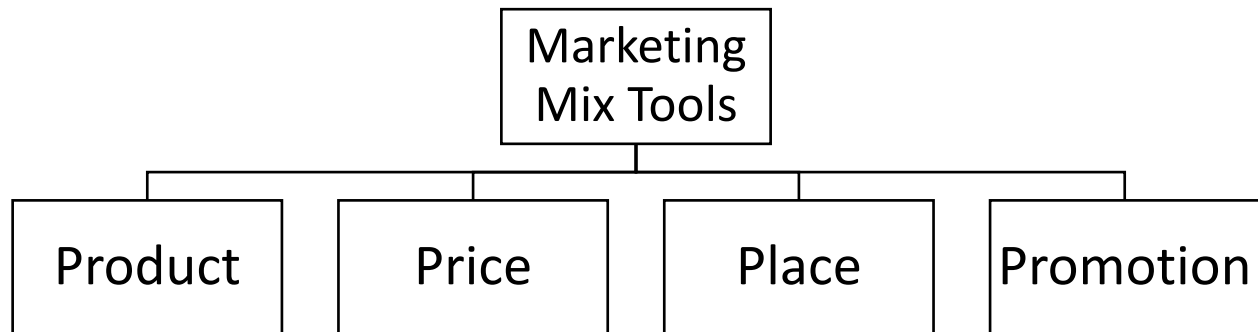 Marketing
Mix Tools
Product
Price
Place
Promotion